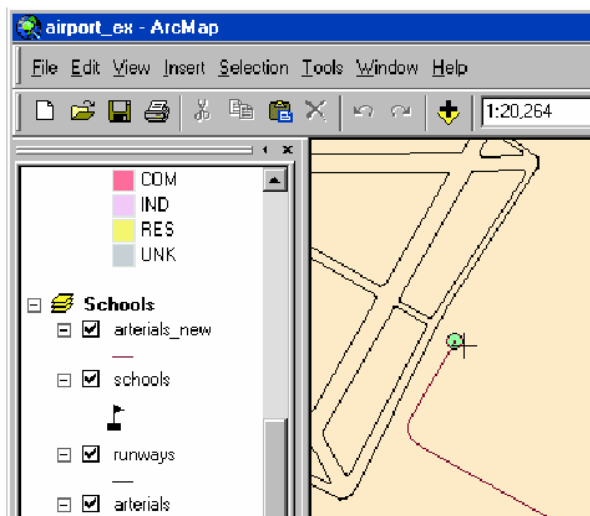 airport_ex - ArcMap
File Edit View Insert Selection Tools Window Help
1:20,264
COM
IND
RES
UNK
Schools
arterials_new
schools
runways
arterials